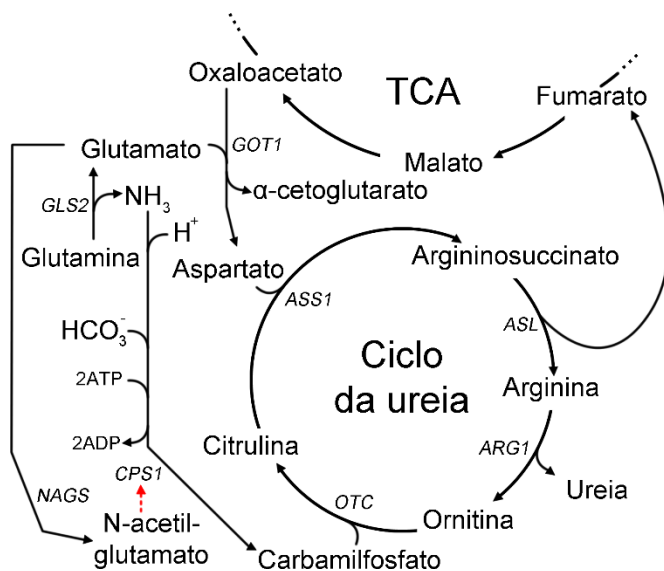 Oxaloacetato
TCA
Fumarato
Glutamato
GOT1
Malato
α-cetoglutarato
GLS2
NH3
H+
Glutamina
Aspartato
Argininosuccinato
ASS1
HCO3-
ASL
Ciclo
da ureia
2ATP
Arginina
Citrulina
2ADP
ARG1
CPS1
NAGS
Ureia
OTC
N-acetil-
glutamato
Ornitina
Carbamilfosfato